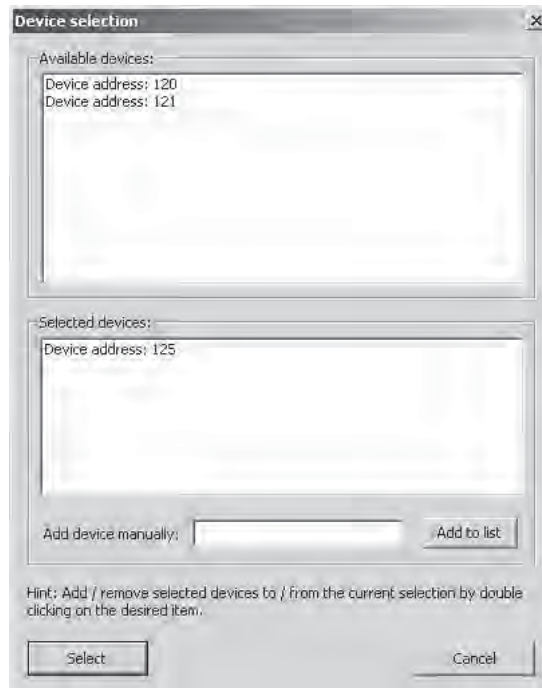 Device selection
Available devices:
Device address: 120
Device address: 121
Selected devices:
Device address: 125
Add device manually:
Add to list
Hint: Add / remove selected devices to / from the current selection by double
clicking on the desired item.
Select
Cancel